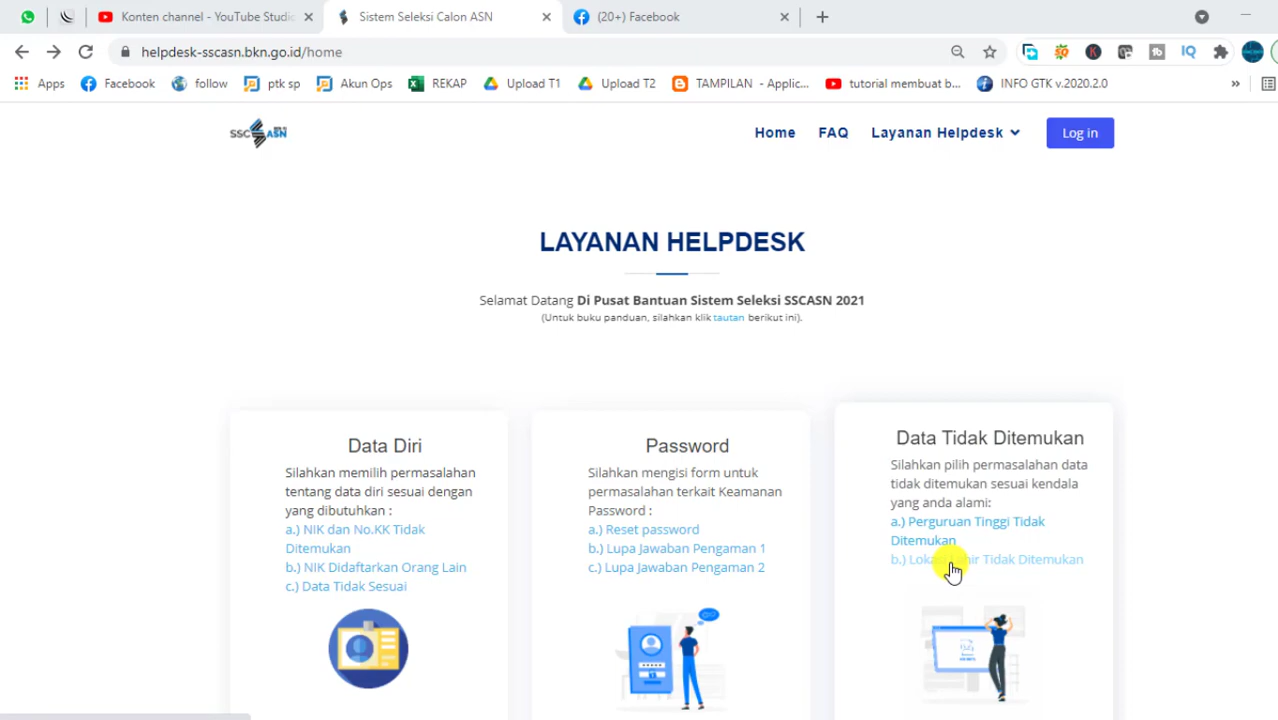 Konten channel - YouTube Studio
Sistem Seleksi Calon ASN
(20+) Facebook
helpdesk-sscasn.bkn.go.id/home
Apps
Facebook
follow
ptk sp
Akun Ops
REKAP
Upload T1
Upload T2
TAMPILAN - Applic...
tutorial membuat b...
INFO GTK v.2020.2.0
SSCASN
Home
FAQ
Layanan Helpdesk
Log in
LAYANAN HELPDESK
Selamat Datang Di Pusat Bantuan Sistem Seleksi SSCASN 2021
(Untuk buku panduan, silahkan klik tautan berikut ini).
Data Diri
Silahkan memilih permasalahan
tentang data diri sesuai dengan
yang dibutuhkan :
a.) NIK dan No.KK Tidak
Ditemukan
b.) NIK Didaftarkan Orang Lain
c.) Data Tidak Sesuai
Password
Silahkan mengisi form untuk
permasalahan terkait Keamanan
Password :
a.) Reset password
b.) Lupa Jawaban Pengaman 1
c.) Lupa Jawaban Pengaman 2
Data Tidak Ditemukan
Silahkan pilih permasalahan data
tidak ditemukan sesuai kendala
yang anda alami:
a.) Perguruan Tinggi Tidak
Ditemukan
b.) Lokasi Lahir Tidak Ditemukan